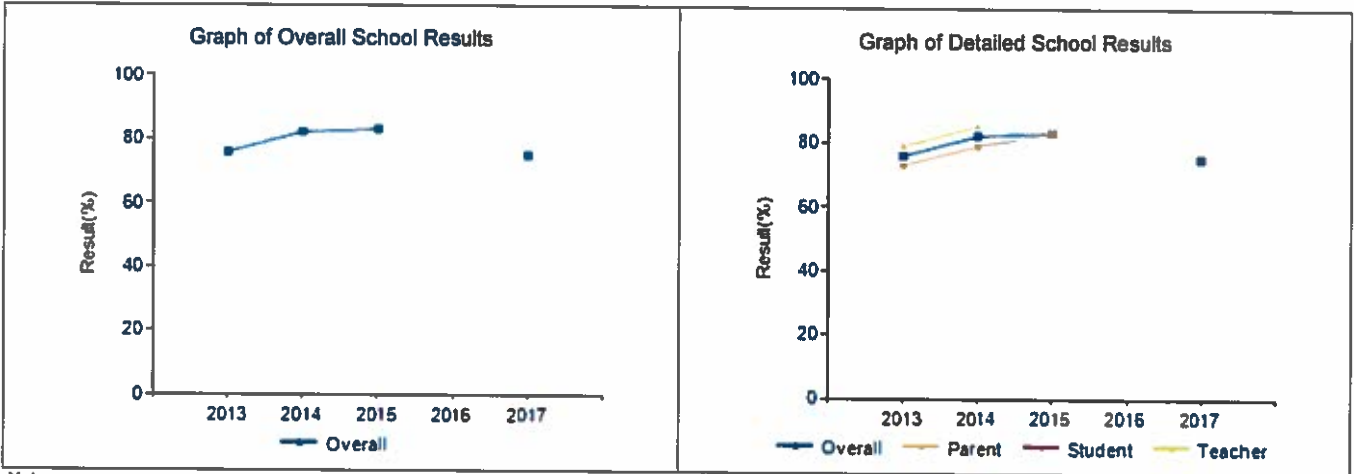 Graph of Overall School Results
100
80
60
40
20
0
Result(%)
2013 2014 2015 2016 2017
Overall
Graph of Detailed School Results
100
80
60
40
20
0
Result(%)
2013 2014 2015 2016 2017
Overall Parent Student Teacher